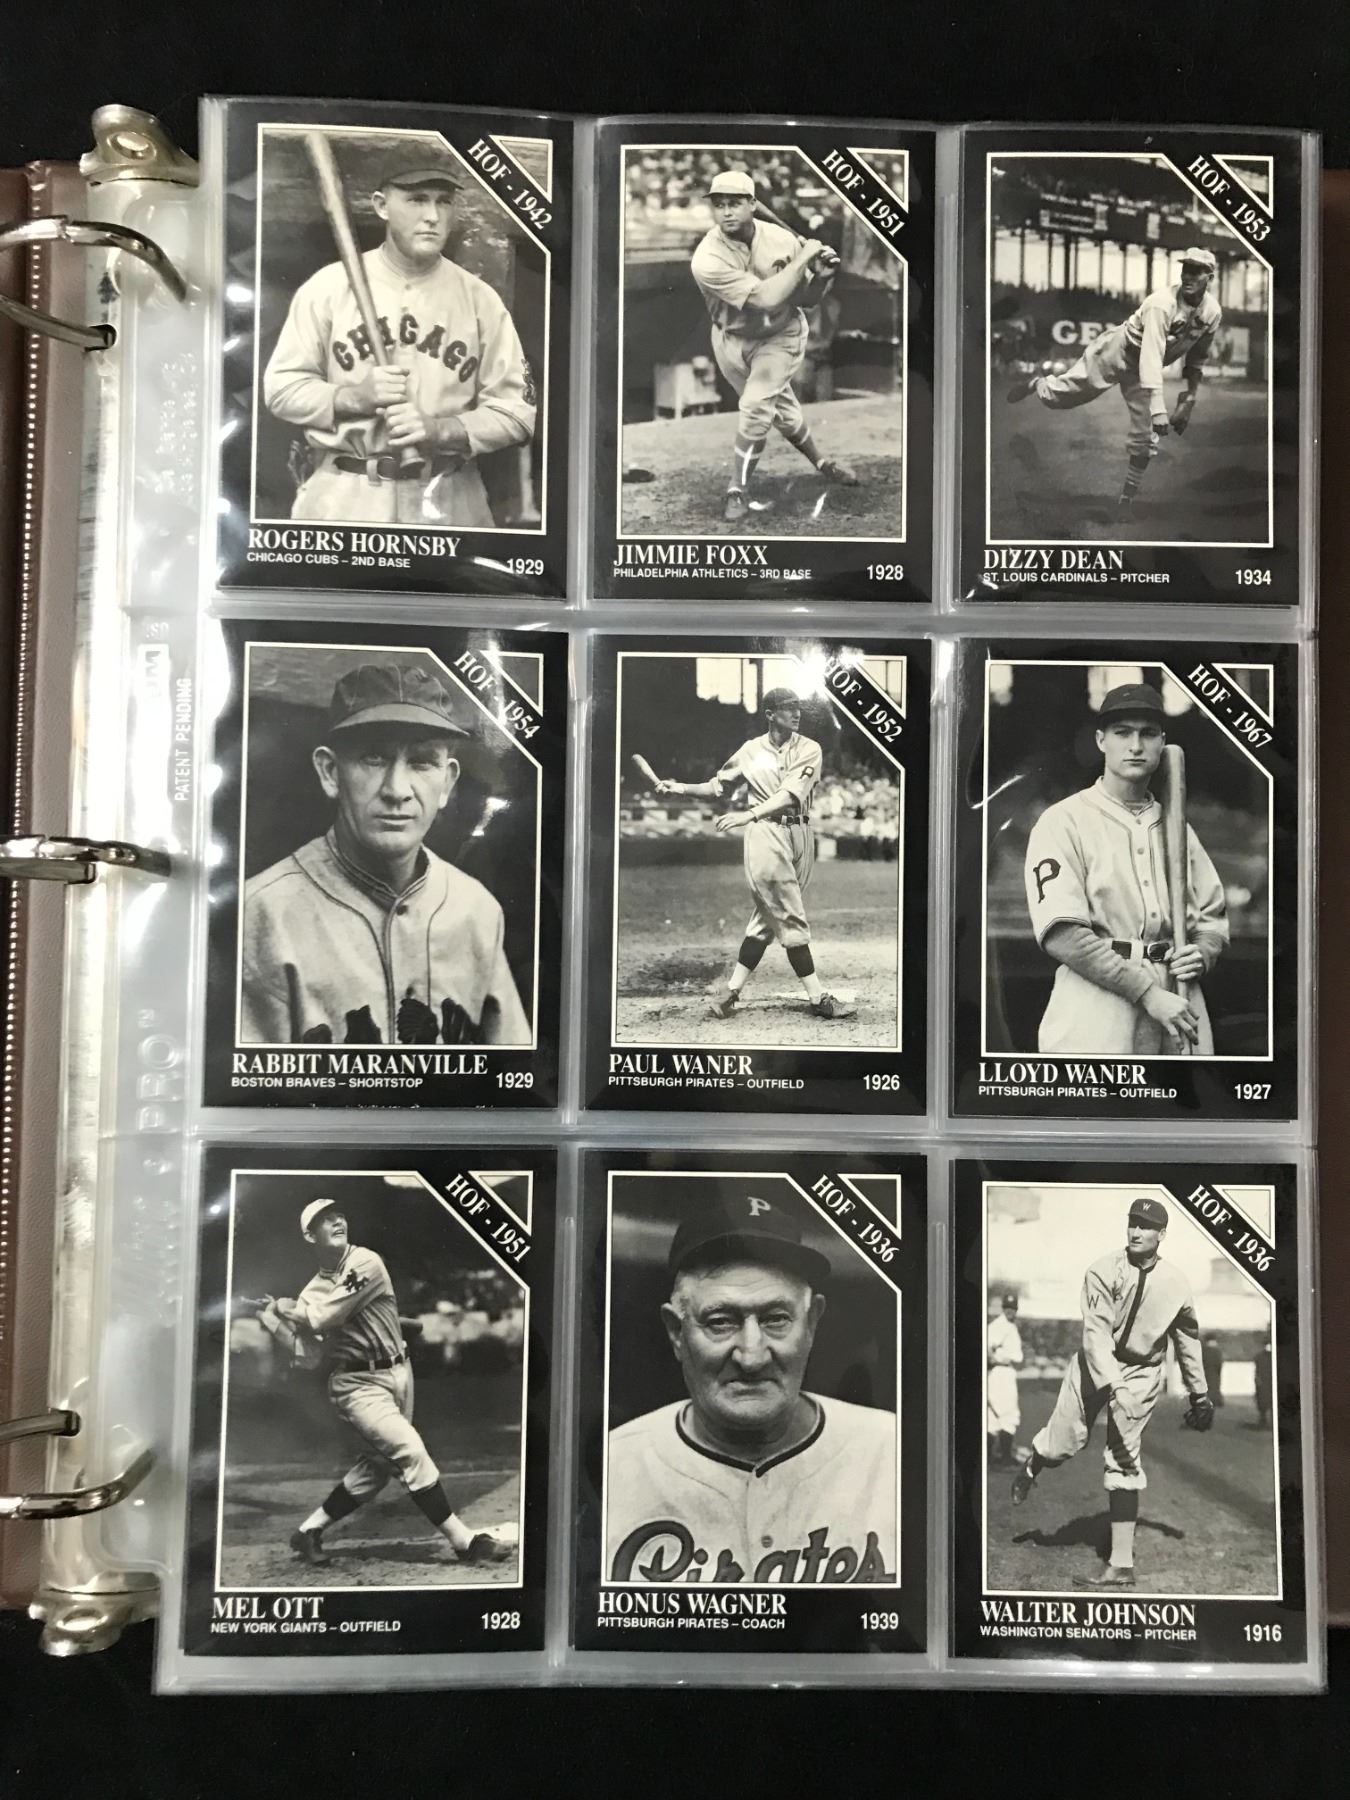 HOF - 1942
CHICAGO
ROGERS HORNSBY
CHICAGO CUBS – 2ND BASE
1929
HOF - 1951
JIMMIE FOXX
PHILADELPHIA ATHLETICS – 3RD BASE
1928
HOF - 1953
DIZZY DEAN
ST. LOUIS CARDINALS – PITCHER
1934
PATENT PENDING
HOF - 1954
RABBIT MARANVILLE
BOSTON BRAVES – SHORTSTOP
1929
HOF - 1952
P
PAUL WANER
PITTSBURGH PIRATES – OUTFIELD
1926
HOF - 1967
P
LLOYD WANER
PITTSBURGH PIRATES – OUTFIELD
1927
PRO
HOF - 1951
MEL OTT
NEW YORK GIANTS – OUTFIELD
1928
HOF - 1936
P
Pirates
HONUS WAGNER
PITTSBURGH PIRATES – COACH
1939
HOF - 1936
W
W
WALTER JOHNSON
WASHINGTON SENATORS – PITCHER
1916